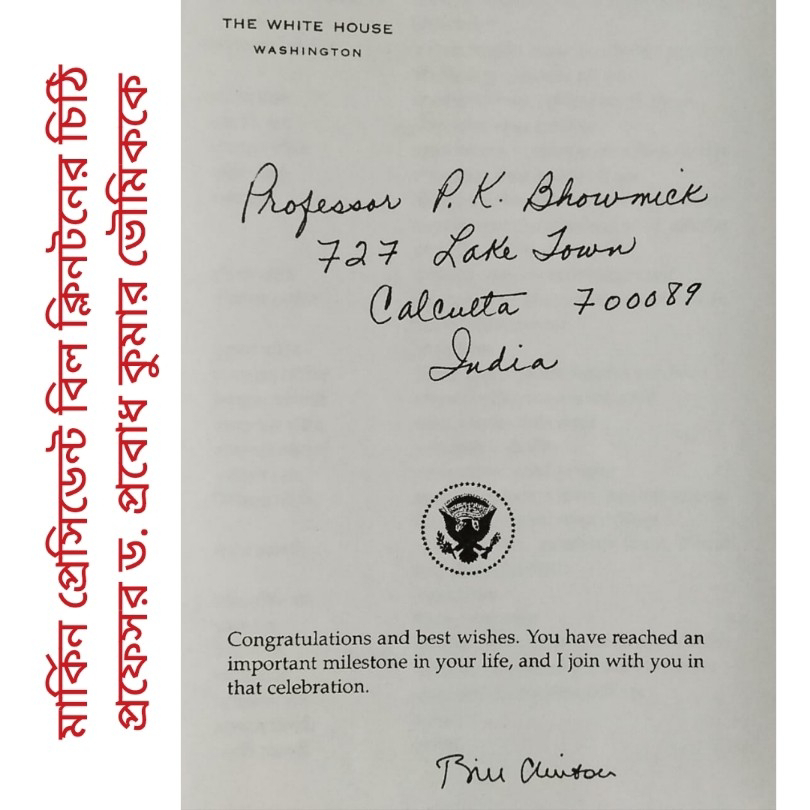 মার্কিন প্রেসিডেন্ট বিল ক্লিনটনের চিঠি
প্রফেসর ড. প্রবোধ কুমার ভৌমিককে
THE WHITE HOUSE
WASHINGTON
Professor P. K. Bhowmick
727 Lake Town
Calcutta 700089
India
Congratulations and best wishes. You have reached an
important milestone in your life, and I join with you in
that celebration.
Bill Clinton